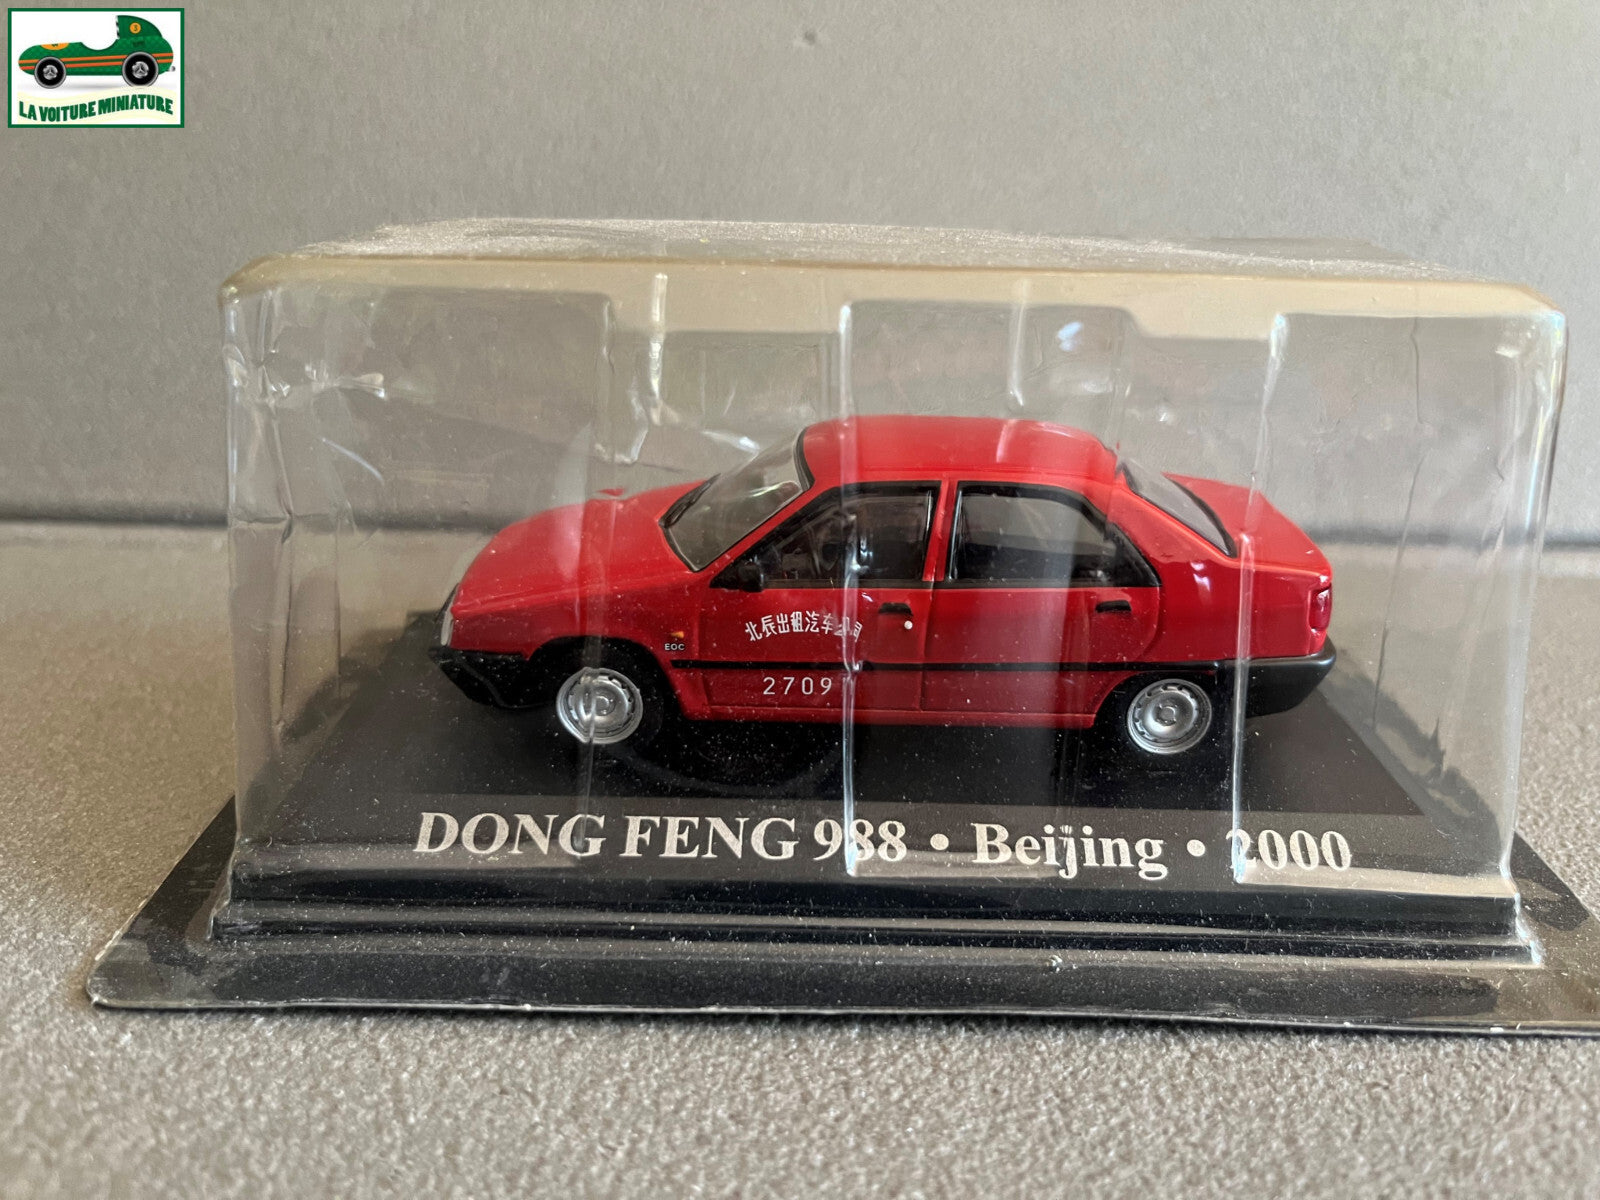 LA VOITURE MINIATURE
北辰出租汽车公司
EOC
2709
DONG FENG 988 • Beijing • 2000